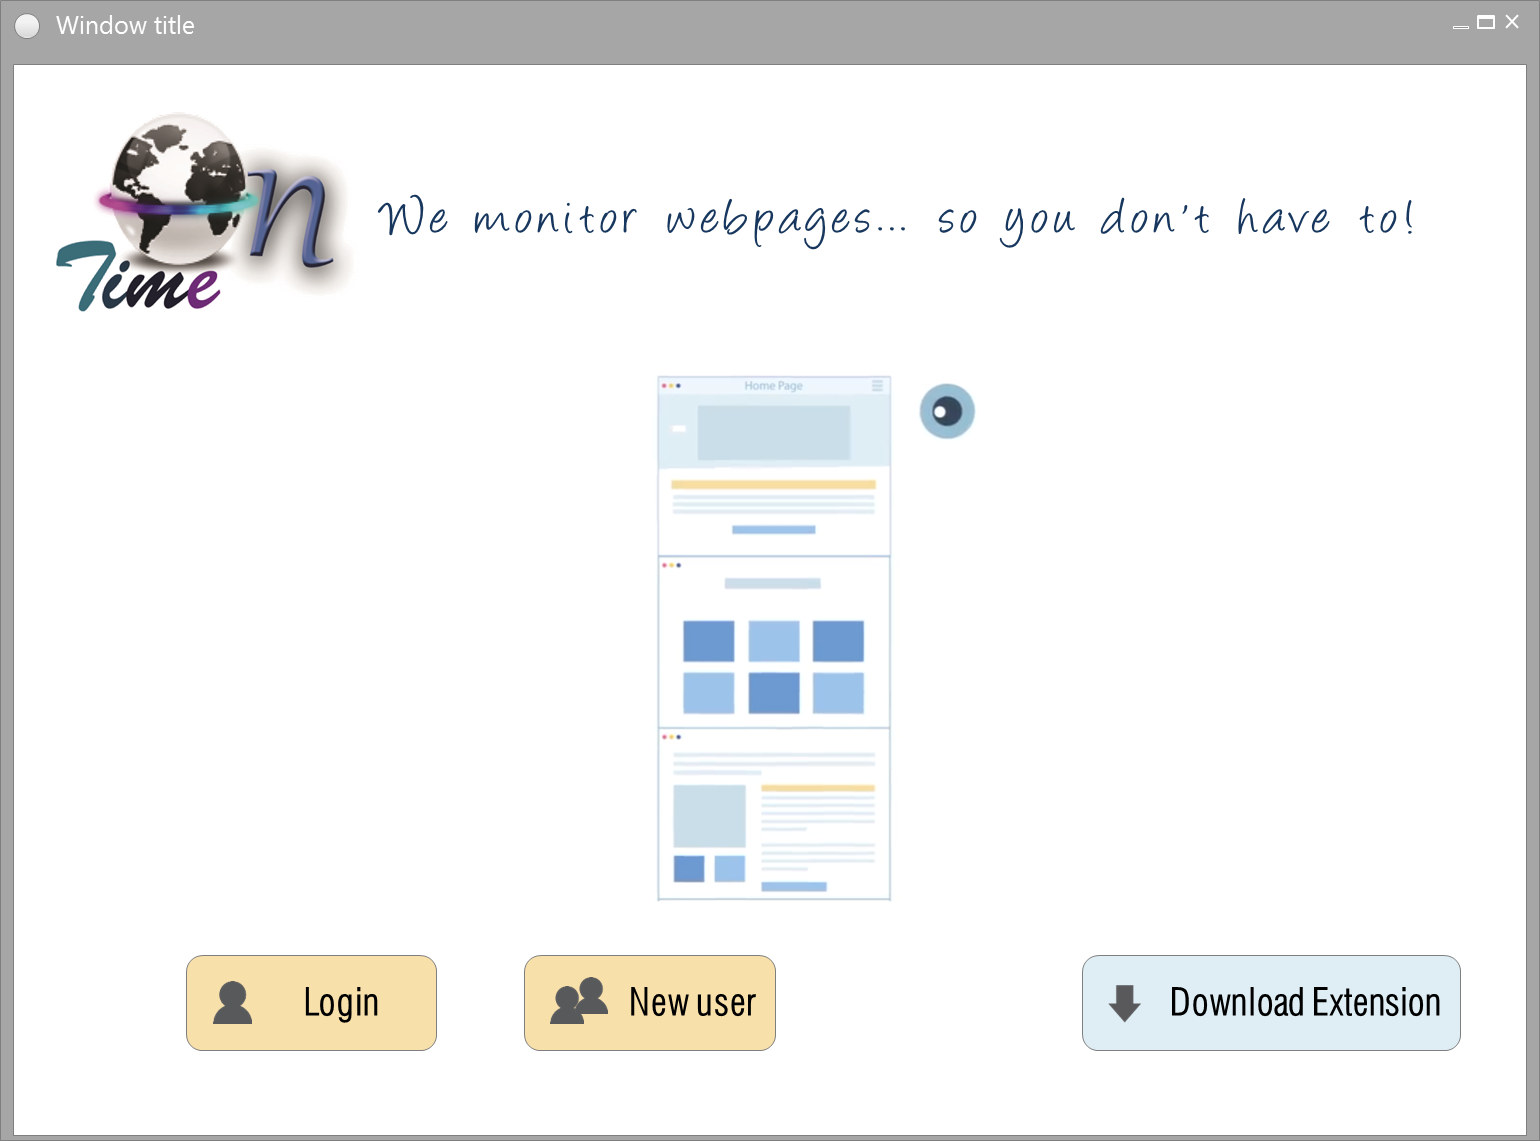 Window title
On
Time
We monitor webpages... so you don't have to!
Home Page
Login
New user
Download Extension